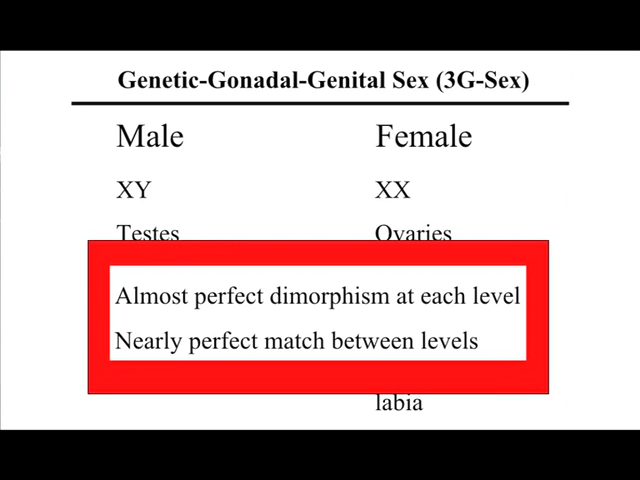 Genetic-Gonadal-Genital Sex (3G-Sex)
Male Female
XY XX
Testes Ovaries
Almost perfect dimorphism at each level
Nearly perfect match between levels
labia